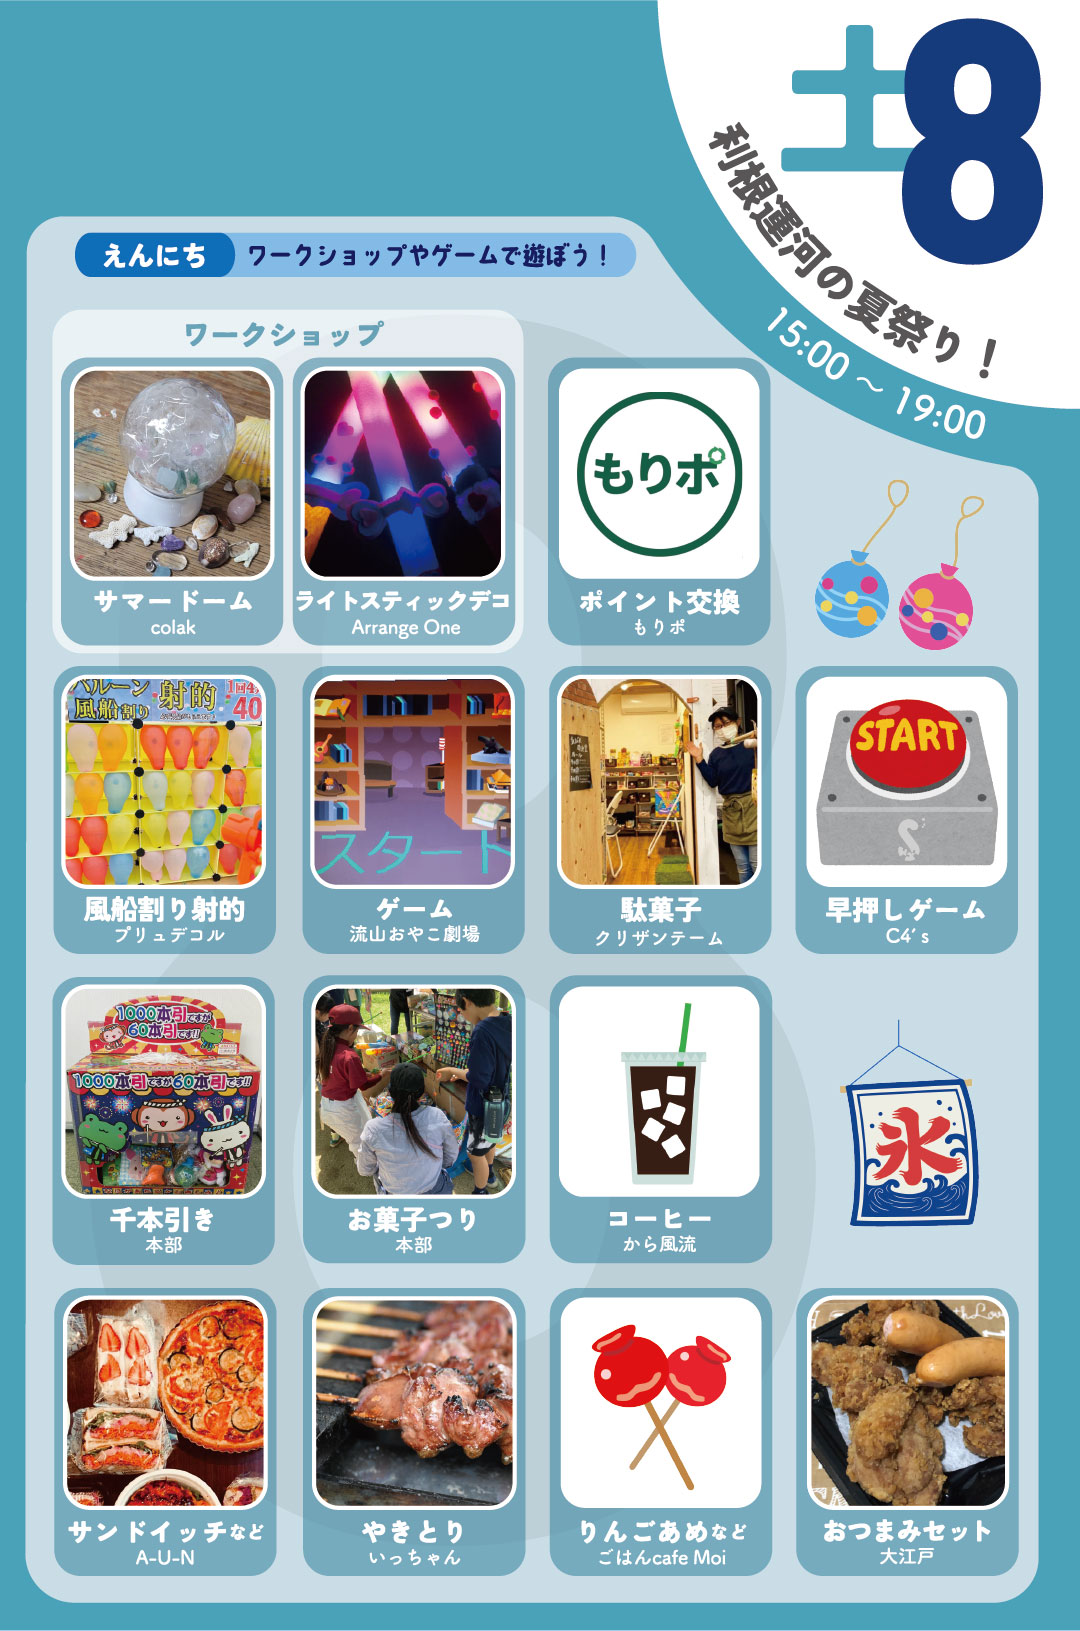 土8
利根運河の夏祭り！
15:00 〜 19:00
えんにち
ワークショップやゲームで遊ぼう！
ワークショップ
サマードーム
colak
ライトスティックデコ
Arrange One
もりポ
ポイント交換
もりポ
バルーン
風船割り
射的
1回
40
風船割り射的
プリュデコル
スタート
ゲーム
流山おやこ劇場
駄菓子
クリザンテーム
START
S
早押しゲーム
C4’s
1000本引ですが
60本引です!!
1000本引ですが60本引です!!
千本引き
本部
お菓子つり
本部
コーヒー
から風流
氷
サンドイッチなど
A-U-N
やきとり
いっちゃん
りんごあめなど
ごはんcafe Moi
おつまみセット
大江戸